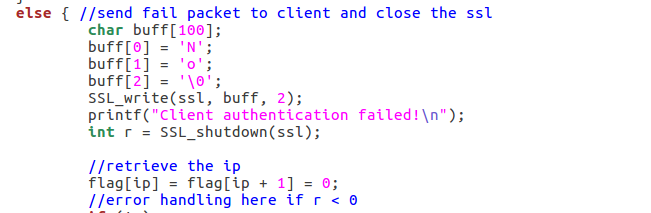 else { //send fail packet to client and close the ssl
char buff[100];
buff[0] = 'N';
buff[1] = 'o';
buff[2] = '\0';
SSL_write(ssl, buff, 2);
printf("Client authentication failed!\n");
int r = SSL_shutdown(ssl);
//retrieve the ip
flag[ip] = flag[ip + 1] = 0;
//error handling here if r < 0